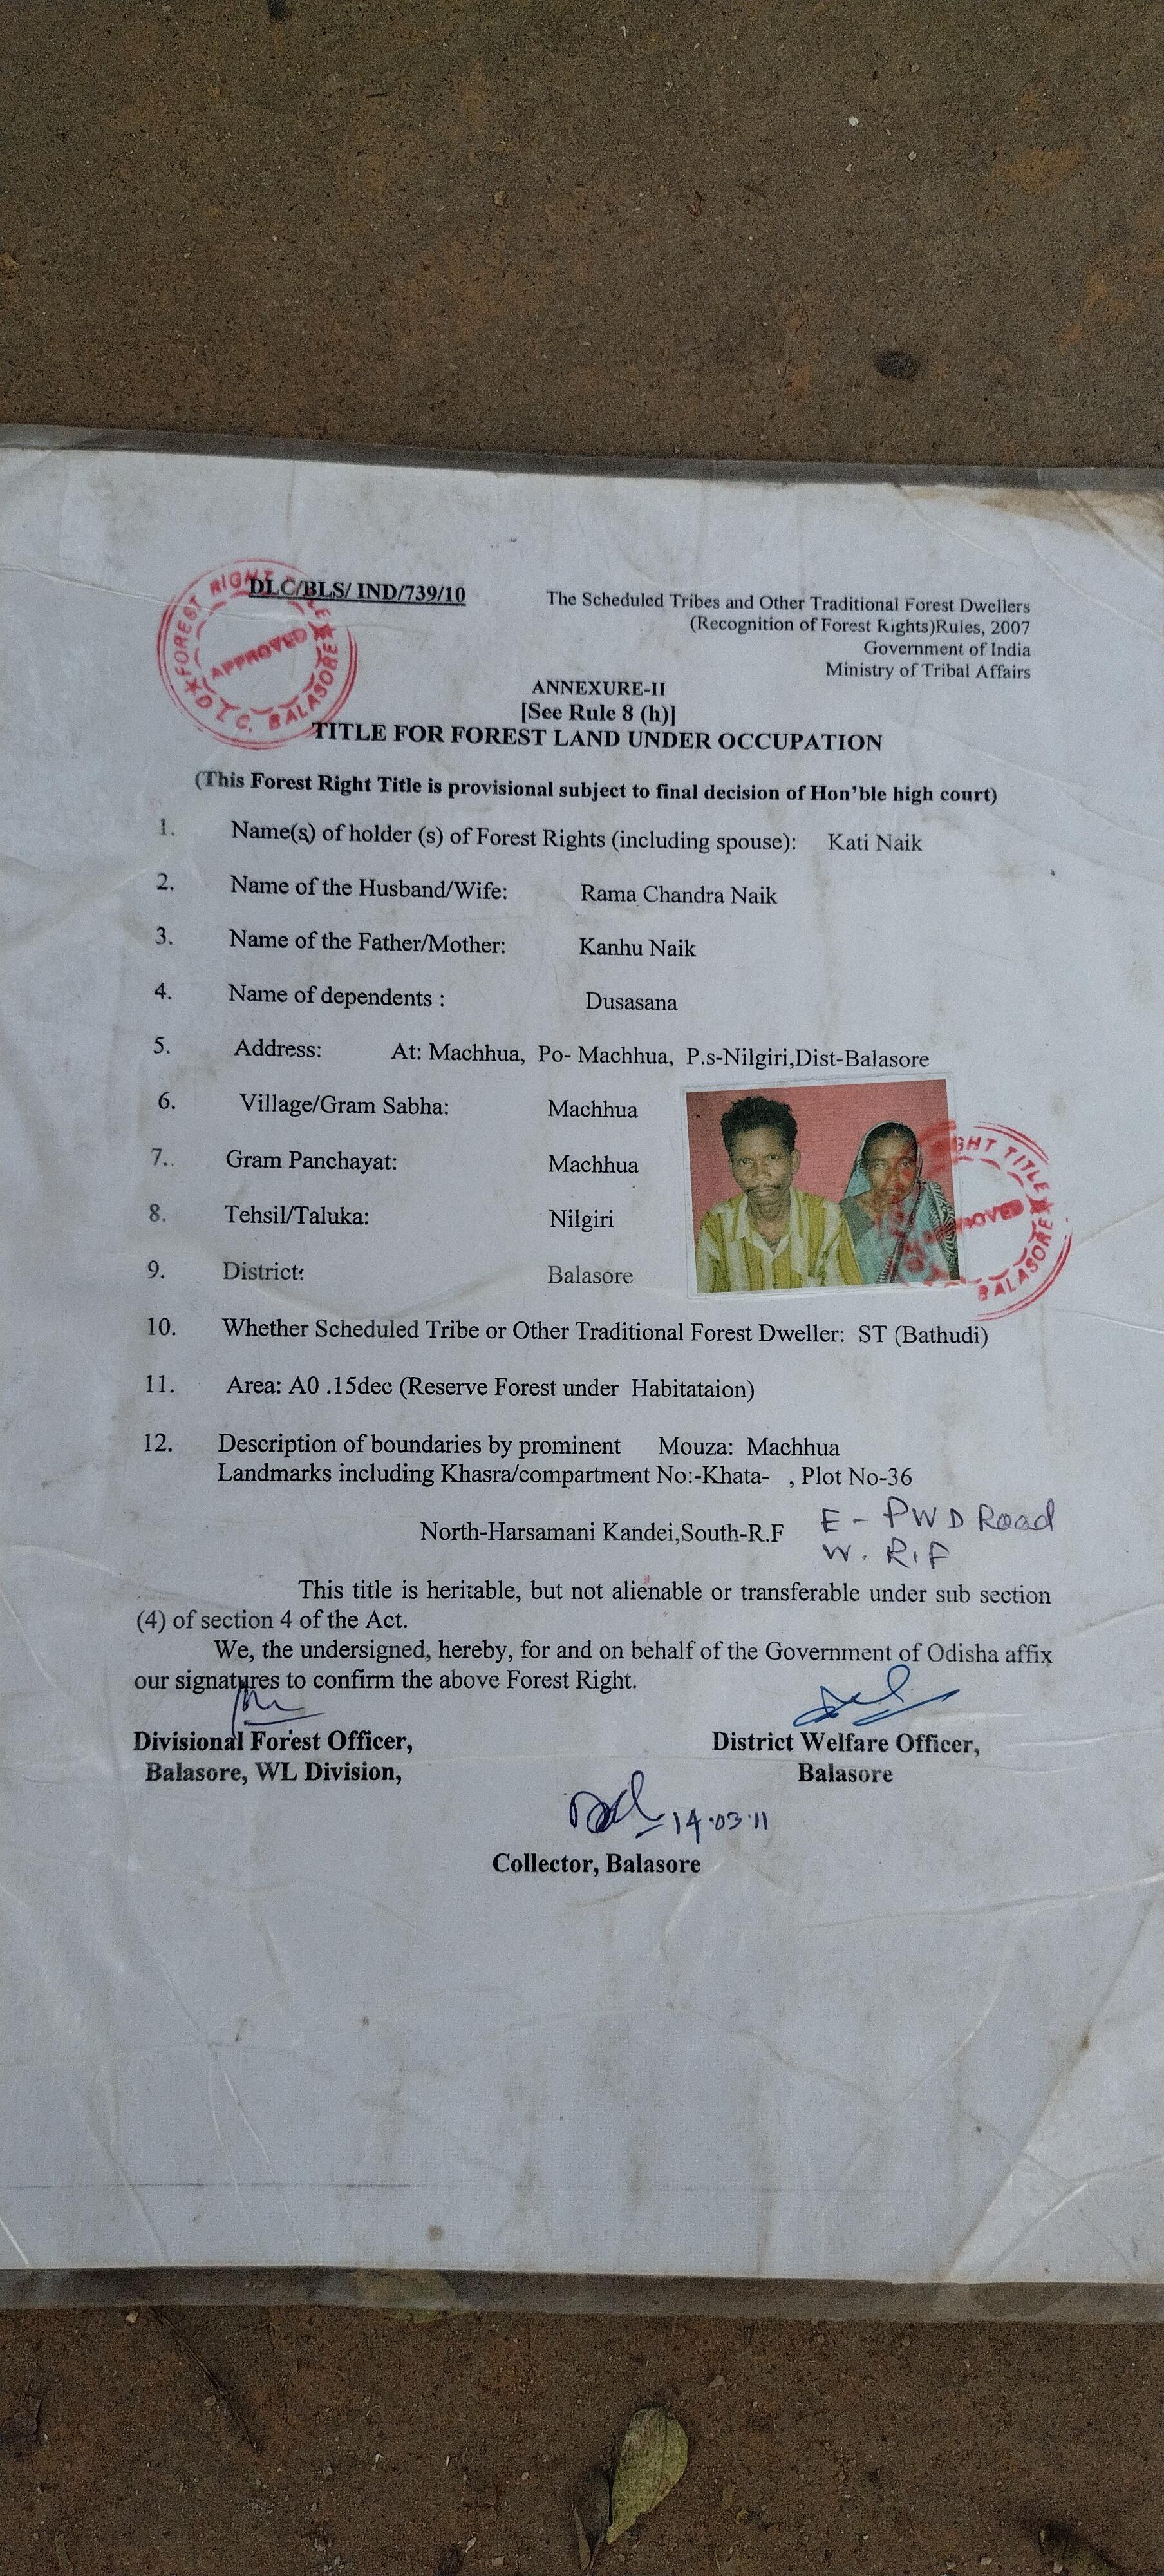 DLC/BLS/ IND/739/10
FOREST RIGHT TITLE
APPROVED
D.L.C. BALASORE
The Scheduled Tribes and Other Traditional Forest Dwellers
(Recognition of Forest Rights)Rules, 2007
Government of India
Ministry of Tribal Affairs
ANNEXURE-II
[See Rule 8 (h)]
TITLE FOR FOREST LAND UNDER OCCUPATION
(This Forest Right Title is provisional subject to final decision of Hon'ble high court)
1. Name(s) of holder (s) of Forest Rights (including spouse): Kati Naik
2. Name of the Husband/Wife: Rama Chandra Naik
3. Name of the Father/Mother: Kanhu Naik
4. Name of dependents : Dusasana
5. Address: At: Machhua, Po- Machhua, P.s-Nilgiri,Dist-Balasore
6. Village/Gram Sabha: Machhua
7. Gram Panchayat: Machhua
8. Tehsil/Taluka: Nilgiri
9. District: Balasore
GHT TITLE
OVED
BALASORE
10. Whether Scheduled Tribe or Other Traditional Forest Dweller: ST (Bathudi)
11. Area: A0 .15dec (Reserve Forest under Habitataion)
12. Description of boundaries by prominent Mouza: Machhua
Landmarks including Khasra/compartment No:-Khata- , Plot No-36
North-Harsamani Kandei,South-R.F E - PWD Road
W. R.F
This title is heritable, but not alienable or transferable under sub section
(4) of section 4 of the Act.
We, the undersigned, hereby, for and on behalf of the Government of Odisha affix
our signatures to confirm the above Forest Right.
Divisional Forest Officer, District Welfare Officer,
Balasore, WL Division, Balasore
14.03.11
Collector, Balasore